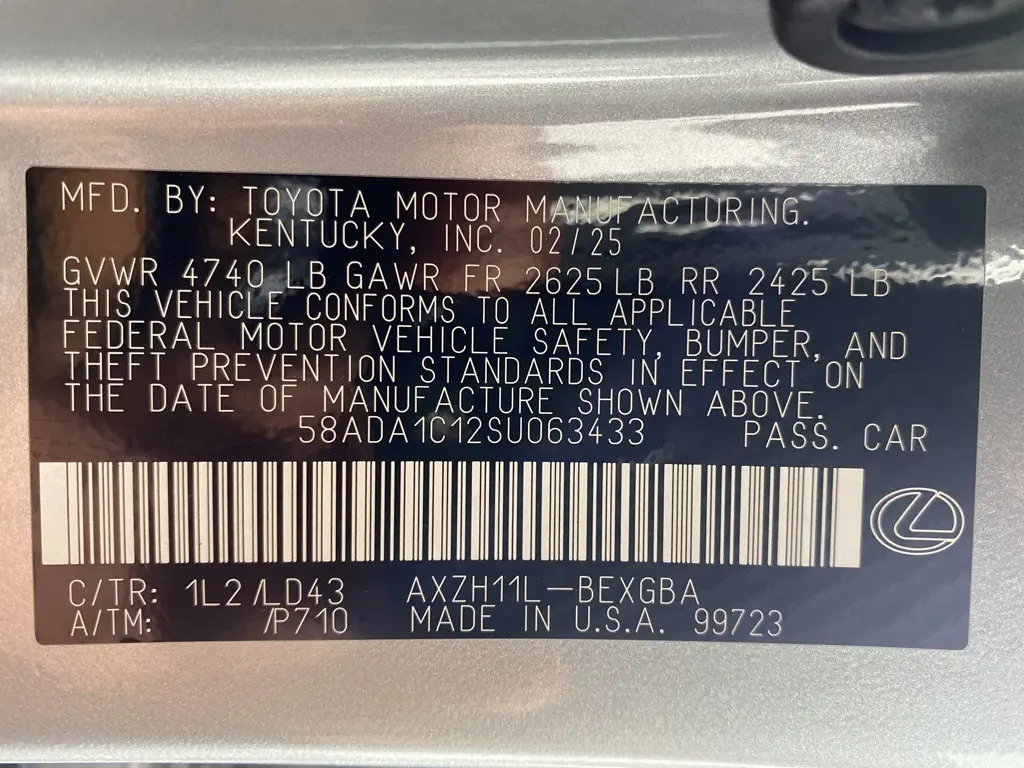 MFD. BY: TOYOTA MOTOR MANUFACTURING.
KENTUCKY, INC. 02/25
GVWR 4740 LB GAWR FR 2625 LB RR 2425 LB
THIS VEHICLE CONFORMS TO ALL APPLICABLE
FEDERAL MOTOR VEHICLE SAFETY, BUMPER, AND
THEFT PREVENTION STANDARDS IN EFFECT ON
THE DATE OF MANUFACTURE SHOWN ABOVE.
58ADA1C12SU063433 PASS. CAR
C/TR: 1L2/LD43 AXZH11L-BEXGBA
A/TM: /P710 MADE IN U.S.A. 99723